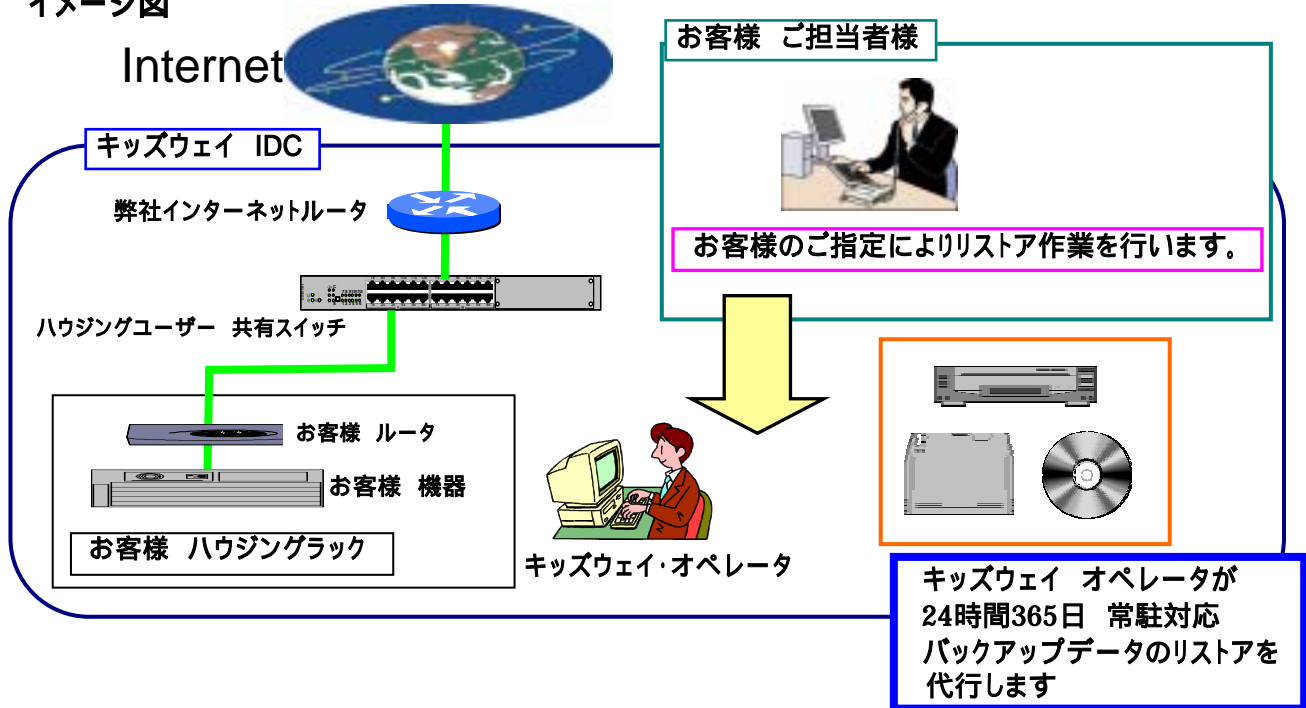 イメージ図
Internet
お客様 ご担当者様
キッズウェイ IDC
弊社インターネットルータ
お客様のご指定によりリストア作業を行います。
ハウジングユーザー 共有スイッチ
お客様 ルータ
お客様 機器
お客様 ハウジングラック
キッズウェイ・オペレータ
キッズウェイ オペレータが
24時間365日 常駐対応
バックアップデータのリストアを
代行します